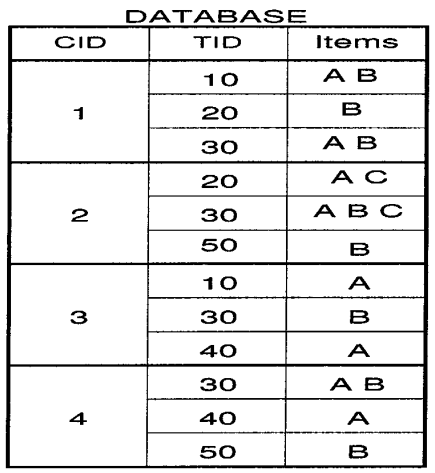 DATABASE
CID TID Items
1
10 A B
20 B
30 A B
2
20 A C
30 A B C
50 B
3
10 A
30 B
40 A
4
30 A B
40 A
50 B